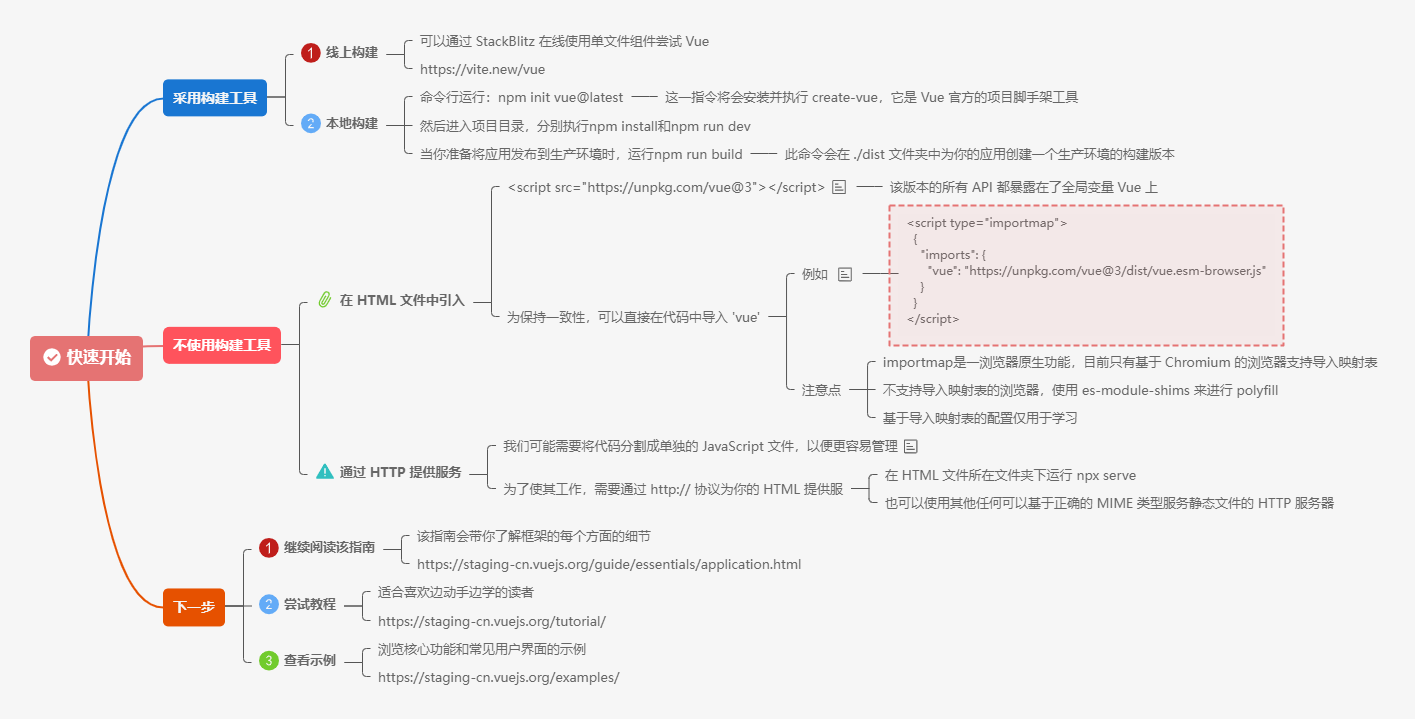 快速开始
采用构建工具
1 线上构建
可以通过 StackBlitz 在线使用单文件组件尝试 Vue
https://vite.new/vue
2 本地构建
命令行运行：npm init vue@latest
这一指令将会安装并执行 create-vue，它是 Vue 官方的项目脚手架工具
然后进入项目目录，分别执行npm install和npm run dev
当你准备将应用发布到生产环境时，运行npm run build
此命令会在 ./dist 文件夹中为你的应用创建一个生产环境的构建版本
不使用构建工具
在 HTML 文件中引入
<script src="https://unpkg.com/vue@3"></script>
该版本的所有 API 都暴露在了全局变量 Vue 上
为保持一致性，可以直接在代码中导入 'vue'
例如
<script type="importmap">
{
"imports": {
"vue": "https://unpkg.com/vue@3/dist/vue.esm-browser.js"
}
}
</script>
注意点
importmap是一浏览器原生功能，目前只有基于 Chromium 的浏览器支持导入映射表
不支持导入映射表的浏览器，使用 es-module-shims 来进行 polyfill
基于导入映射表的配置仅用于学习
通过 HTTP 提供服务
我们可能需要将代码分割成单独的 JavaScript 文件，以便更容易管理
为了使其工作，需要通过 http:// 协议为你的 HTML 提供服
在 HTML 文件所在文件夹下运行 npx serve
也可以使用其他任何可以基于正确的 MIME 类型服务静态文件的 HTTP 服务器
下一步
1 继续阅读该指南
该指南会带你了解框架的每个方面的细节
https://staging-cn.vuejs.org/guide/essentials/application.html
2 尝试教程
适合喜欢边动手边学的读者
https://staging-cn.vuejs.org/tutorial/
3 查看示例
浏览核心功能和常见用户界面的示例
https://staging-cn.vuejs.org/examples/